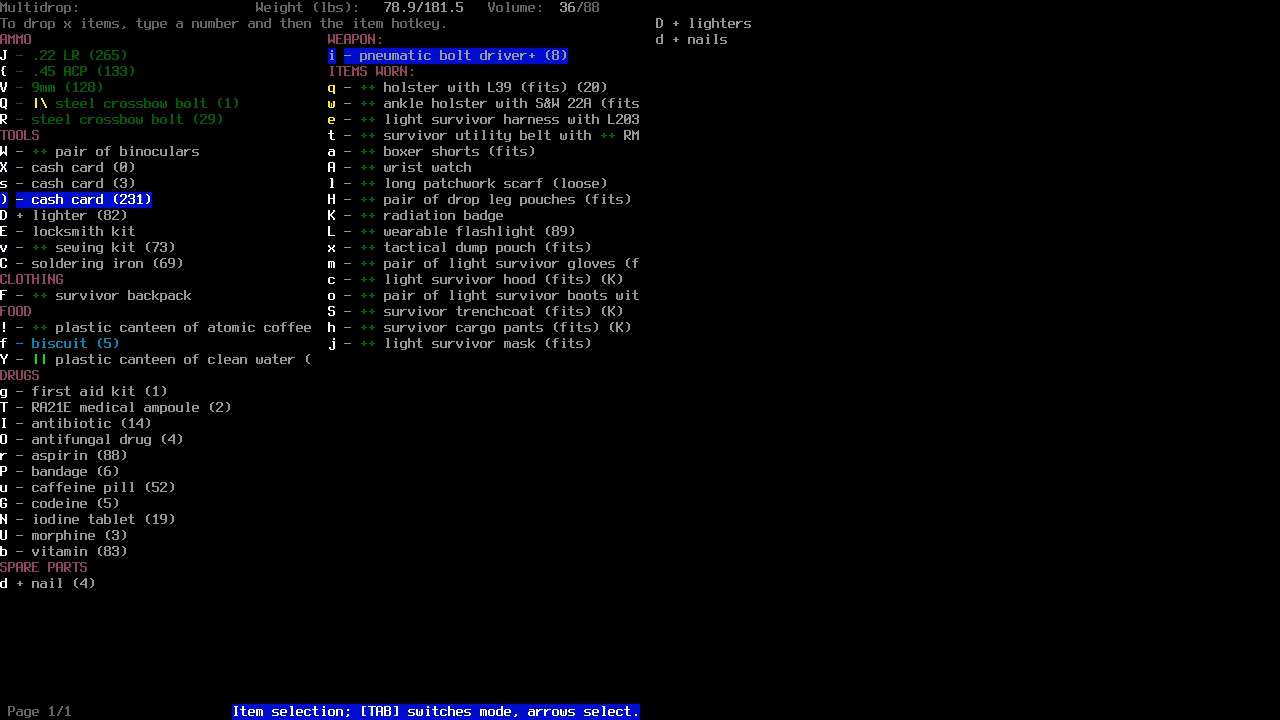 Multidrop: Weight (lbs): 78.9/181.5 Volume: 36/88
To drop x items, type a number and then the item hotkey.
AMMO
J - .22 LR (265)
{ - .45 ACP (133)
V - 9mm (128)
Q - |\ steel crossbow bolt (1)
R - steel crossbow bolt (29)
TOOLS
W - ++ pair of binoculars
X - cash card (0)
s - cash card (3)
) - cash card (231)
D + lighter (82)
E - locksmith kit
v - ++ sewing kit (73)
C - soldering iron (69)
CLOTHING
F - ++ survivor backpack
FOOD
! - ++ plastic canteen of atomic coffee
f - biscuit (5)
Y - || plastic canteen of clean water (
DRUGS
g - first aid kit (1)
T - RA21E medical ampoule (2)
I - antibiotic (14)
O - antifungal drug (4)
r - aspirin (88)
P - bandage (6)
u - caffeine pill (52)
G - codeine (5)
N - iodine tablet (19)
U - morphine (3)
b - vitamin (83)
SPARE PARTS
d + nail (4)
WEAPON:
i - pneumatic bolt driver+ (8)
ITEMS WORN:
q - ++ holster with L39 (fits) (20)
w - ++ ankle holster with S&W 22A (fits
e - ++ light survivor harness with L203
t - ++ survivor utility belt with ++ RM
a - ++ boxer shorts (fits)
A - ++ wrist watch
l - ++ long patchwork scarf (loose)
H - ++ pair of drop leg pouches (fits)
K - ++ radiation badge
L - ++ wearable flashlight (89)
x - ++ tactical dump pouch (fits)
m - ++ pair of light survivor gloves (f
c - ++ light survivor hood (fits) (K)
o - ++ pair of light survivor boots wit
S - ++ survivor trenchcoat (fits) (K)
h - ++ survivor cargo pants (fits) (K)
j - ++ light survivor mask (fits)
D + lighters
d + nails
Page 1/1
Item selection; [TAB] switches mode, arrows select.